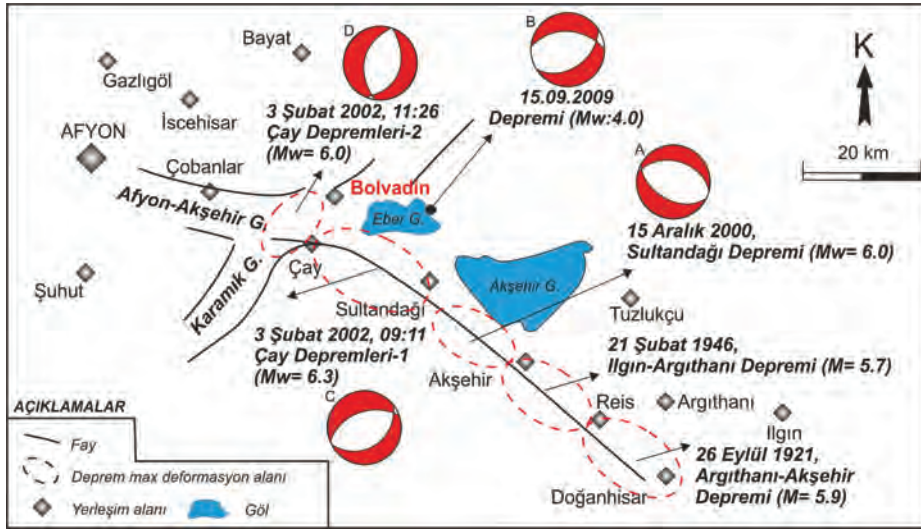 D
B
Bayat
K
Gazlıgöl
3 Şubat 2002, 11:26
Çay Depremleri-2
(Mw= 6.0)
15.09.2009
Depremi (Mw:4.0)
İscehisar
AFYON
A
20 km
Çobanlar
Bolvadin
Afyon-Akşehir G.
Eber G.
15 Aralık 2000,
Sultandağı Depremi (Mw= 6.0)
Karamık G.
Çay
Şuhut
Akşehir G.
Sultandağı
Tuzlukçu
3 Şubat 2002, 09:11
Çay Depremleri-1
(Mw= 6.3)
21 Şubat 1946,
Ilgın-Argıthanı Depremi (M= 5.7)
Akşehir
C
Reis
Argıthanı
Ilgın
26 Eylül 1921,
Argıthanı-Akşehir
Depremi (M= 5.9)
Doğanhisar
AÇIKLAMALAR
Fay
Deprem max deformasyon alanı
Yerleşim alanı
Göl